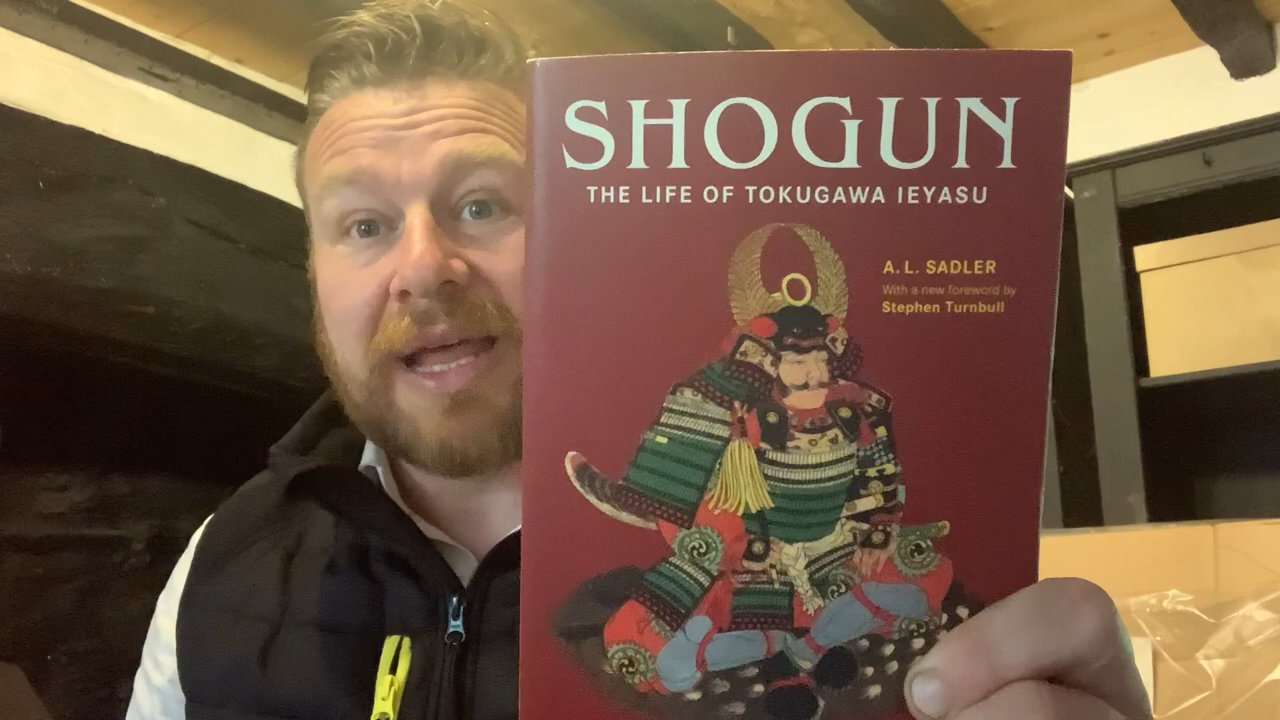 SHOGUN
THE LIFE OF TOKUGAWA IEYASU
A. L. SADLER
With a new foreword by
Stephen Turnbull